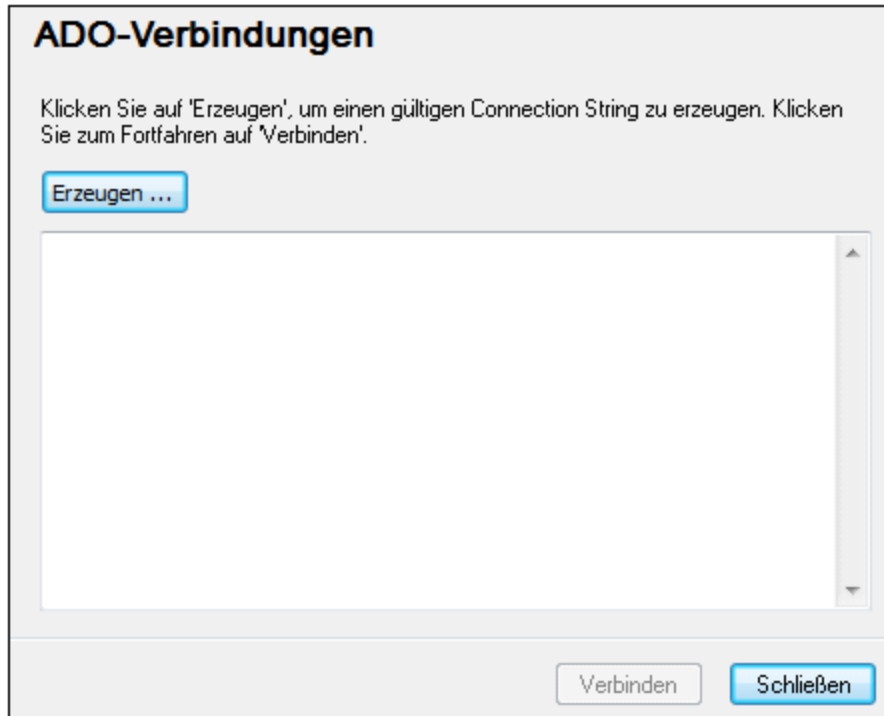 ADO-Verbindungen
Klicken Sie auf 'Erzeugen', um einen gültigen Connection String zu erzeugen. Klicken
Sie zum Fortfahren auf 'Verbinden'.
Erzeugen ...
Verbinden
Schließen